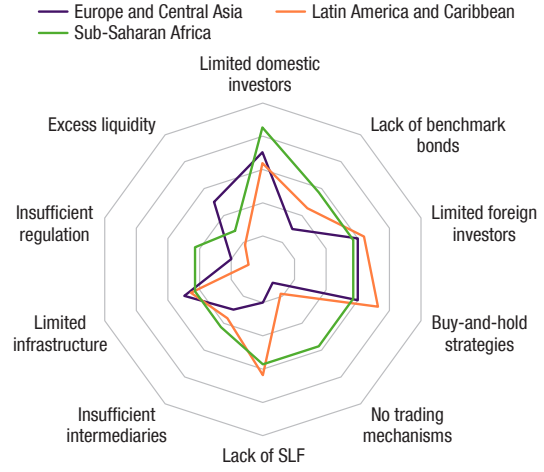 Europe and Central Asia
Latin America and Caribbean
Sub-Saharan Africa
Limited domestic
investors
Lack of benchmark
bonds
Limited foreign
investors
Buy-and-hold
strategies
No trading
mechanisms
Lack of SLF
Insufficient
intermediaries
Limited
infrastructure
Insufficient
regulation
Excess liquidity